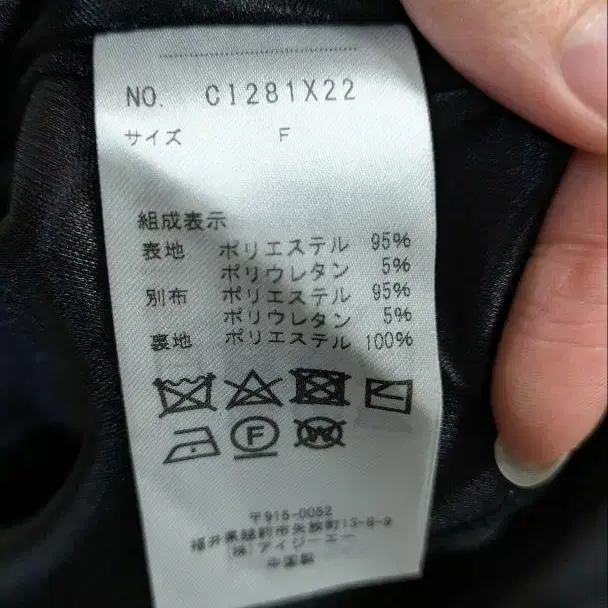 NO. CI281X22
サイズ F
組成表示
表地 ポリエステル 95%
ポリウレタン 5%
別布 ポリエステル 95%
ポリウレタン 5%
裏地 ポリエステル 100%
F
W
〒915-0052
福井県越前市矢放町13-8-9
(株)アイジーエー